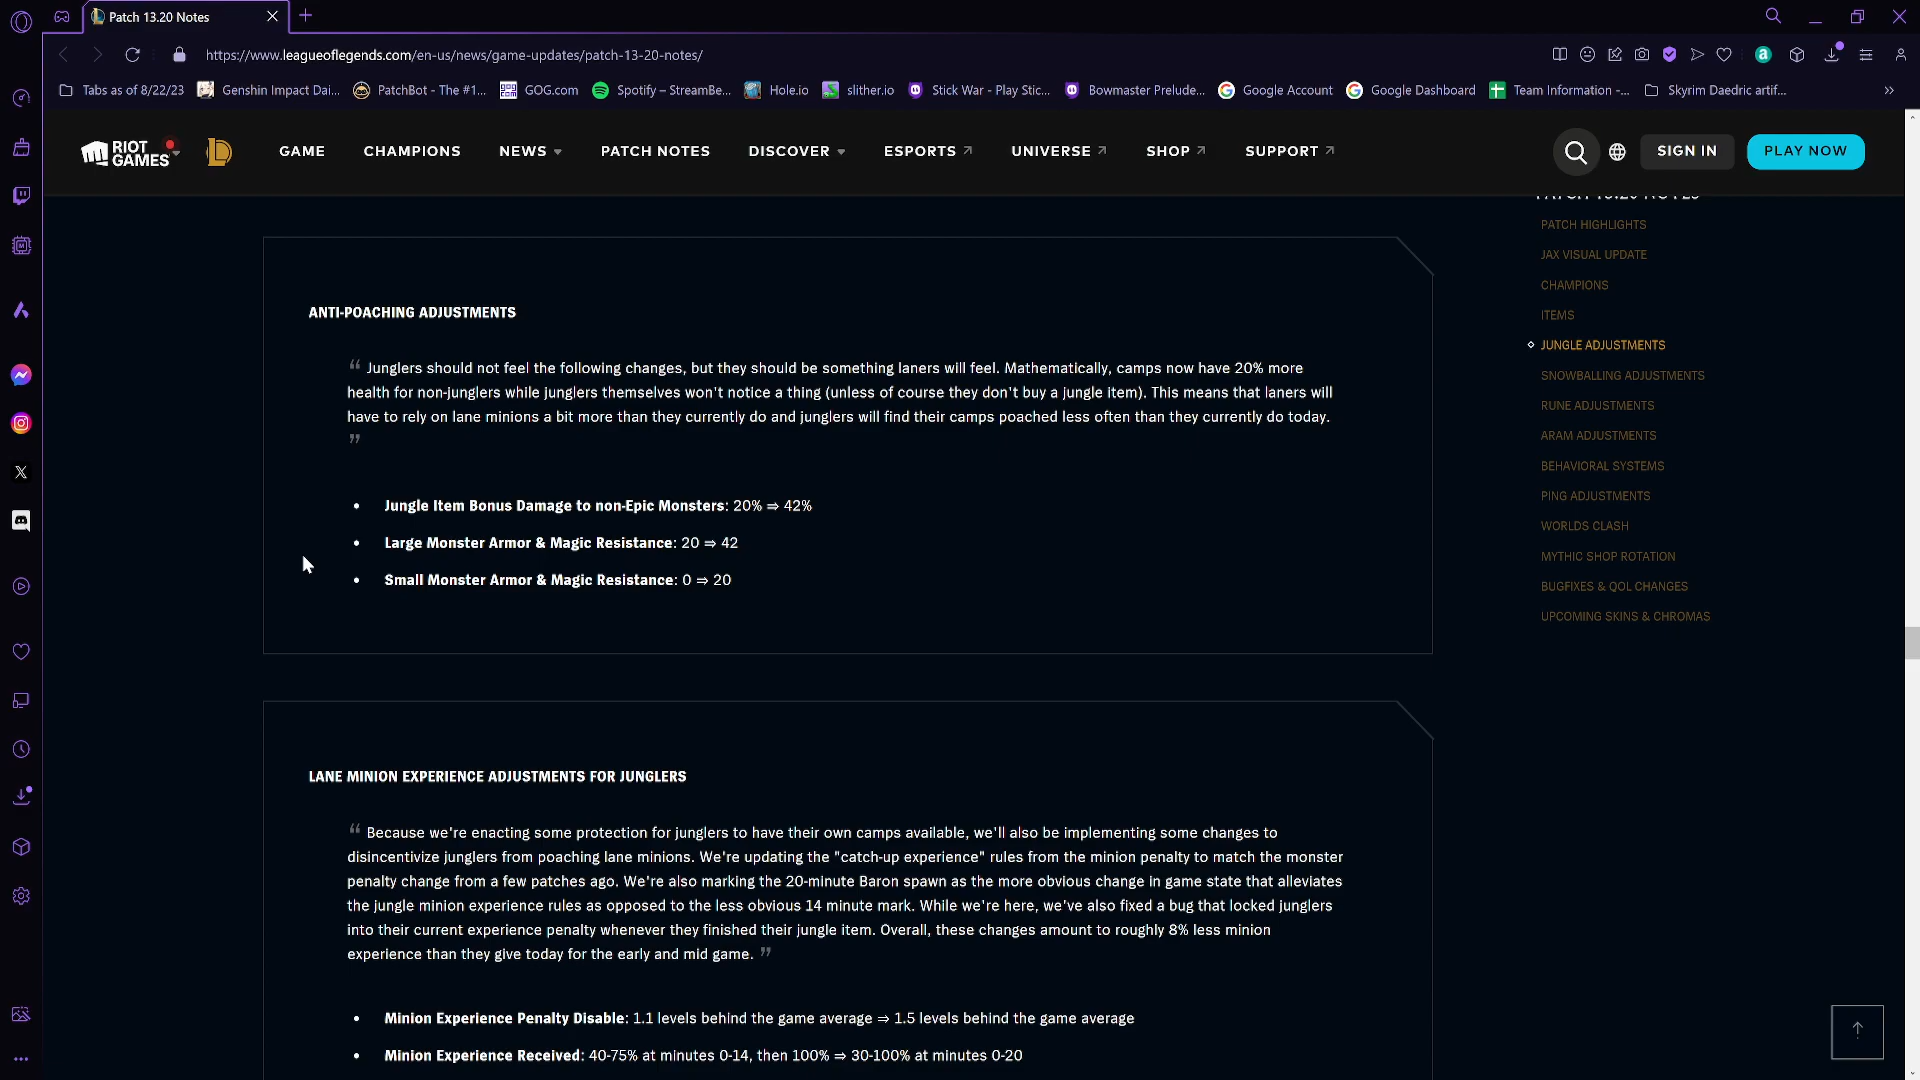 Patch 13.20 Notes
https://www.leagueoflegends.com/en-us/news/game-updates/patch-13-20-notes/
Tabs as of 8/22/23 Genshin Impact Dai... PatchBot - The #1... GOG.com Spotify – StreamBe... Hole.io slither.io Stick War - Play Stic... Bowmaster Prelude... Google Account Google Dashboard Team Information -... Skyrim Daedric artif...
RIOT GAMES GAME CHAMPIONS NEWS PATCH NOTES DISCOVER ESPORTS UNIVERSE SHOP SUPPORT SIGN IN PLAY NOW
PATCH 13.20 NOTES
PATCH HIGHLIGHTS
JAX VISUAL UPDATE
CHAMPIONS
ITEMS
JUNGLE ADJUSTMENTS
SNOWBALLING ADJUSTMENTS
RUNE ADJUSTMENTS
ARAM ADJUSTMENTS
BEHAVIORAL SYSTEMS
PING ADJUSTMENTS
WORLDS CLASH
MYTHIC SHOP ROTATION
BUGFIXES & QOL CHANGES
UPCOMING SKINS & CHROMAS
ANTI-POACHING ADJUSTMENTS
“ Junglers should not feel the following changes, but they should be something laners will feel. Mathematically, camps now have 20% more
health for non-junglers while junglers themselves won't notice a thing (unless of course they don't buy a jungle item). This means that laners will
have to rely on lane minions a bit more than they currently do and junglers will find their camps poached less often than they currently do today.
”
• Jungle Item Bonus Damage to non-Epic Monsters: 20% ⇒ 42%
• Large Monster Armor & Magic Resistance: 20 ⇒ 42
• Small Monster Armor & Magic Resistance: 0 ⇒ 20
LANE MINION EXPERIENCE ADJUSTMENTS FOR JUNGLERS
“ Because we're enacting some protection for junglers to have their own camps available, we'll also be implementing some changes to
disincentivize junglers from poaching lane minions. We're updating the "catch-up experience" rules from the minion penalty to match the monster
penalty change from a few patches ago. We're also marking the 20-minute Baron spawn as the more obvious change in game state that alleviates
the jungle minion experience rules as opposed to the less obvious 14 minute mark. While we're here, we've also fixed a bug that locked junglers
into their current experience penalty whenever they finished their jungle item. Overall, these changes amount to roughly 8% less minion
experience than they give today for the early and mid game. ”
• Minion Experience Penalty Disable: 1.1 levels behind the game average ⇒ 1.5 levels behind the game average
• Minion Experience Received: 40-75% at minutes 0-14, then 100% ⇒ 30-100% at minutes 0-20